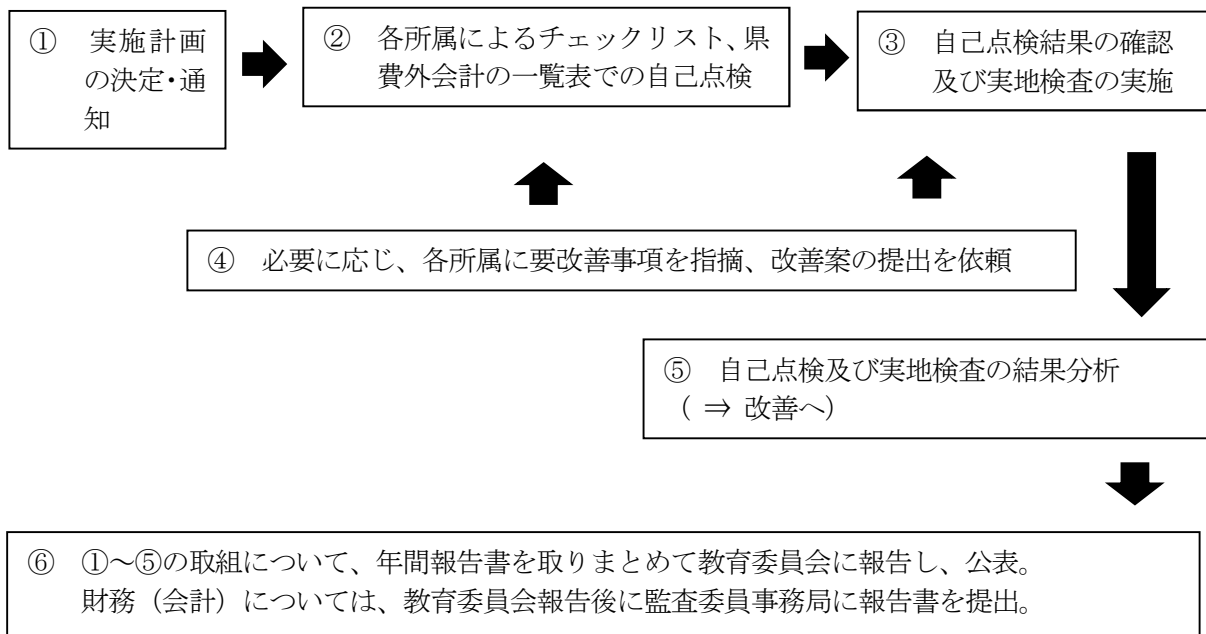 ① 実施計画
の決定・通
知
② 各所属によるチェックリスト、県
費外会計の一覧表での自己点検
③ 自己点検結果の確認
及び実地検査の実施
④ 必要に応じ、各所属に要改善事項を指摘、改善案の提出を依頼
⑤ 自己点検及び実地検査の結果分析
（ ⇒ 改善へ）
⑥ ①～⑤の取組について、年間報告書を取りまとめて教育委員会に報告し、公表。
財務（会計）については、教育委員会報告後に監査委員事務局に報告書を提出。